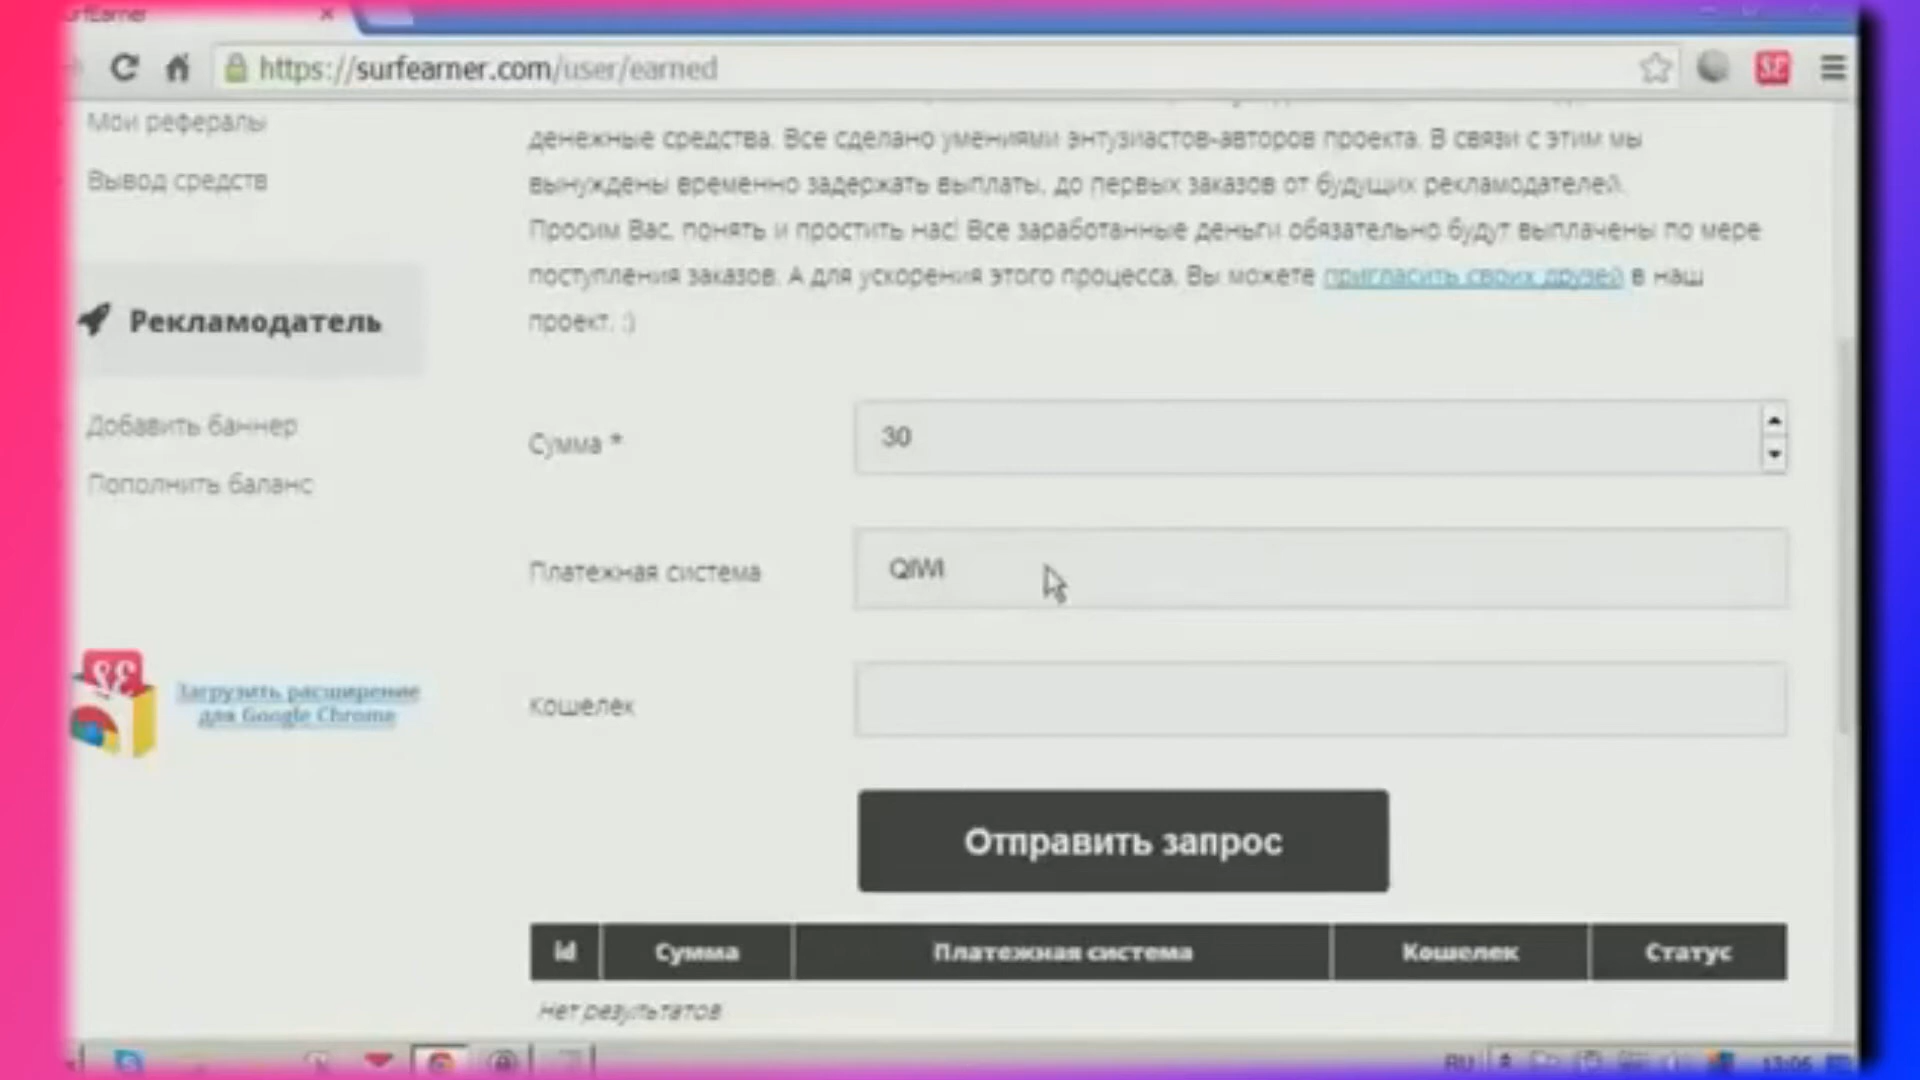 https://surfearner.com/user/earned
Мои рефералы
Вывод средств
Рекламодатель
Добавить баннер
Пополнить баланс
Загрузить расширение
для Google Chrome
денежные средства. Все сделано умениями энтузиастов-авторов проекта. В связи с этим мы
вынуждены временно задержать выплаты, до первых заказов от будущих рекламодателей.
Просим Вас, понять и простить нас! Все заработанные деньги обязательно будут выплачены по мере
поступления заказов. А для ускорения этого процесса, Вы можете пригласить своих друзей в наш
проект. :)
Сумма *
30
Платежная система
QIWI
Кошелек
Отправить запрос
id Сумма Платежная система Кошелек Статус
Нет результатов
RU 13:05